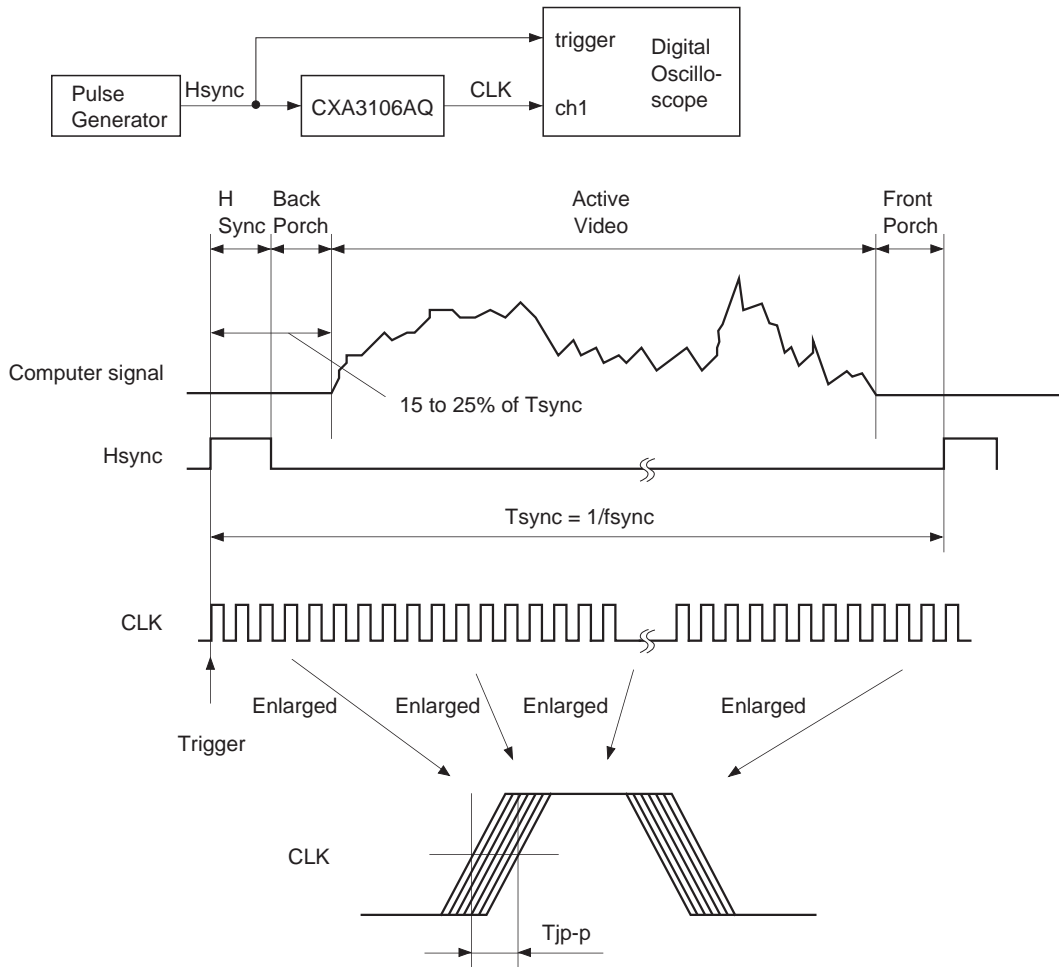 Pulse
Generator
Hsync
CXA3106AQ
CLK
trigger
ch1
Digital
Oscillo-
scope
H
Sync
Back
Porch
Active
Video
Front
Porch
Computer signal
15 to 25% of Tsync
Hsync
Tsync = 1/fsync
CLK
Enlarged
Enlarged
Enlarged
Enlarged
Trigger
CLK
Tjp-p